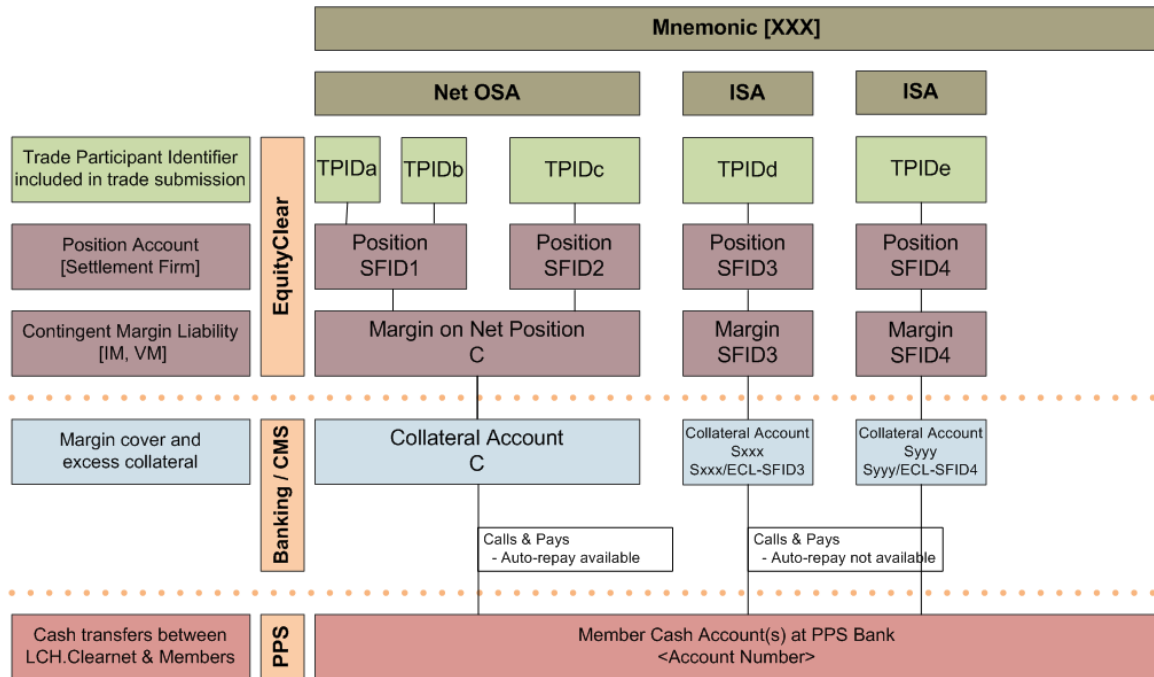 Mnemonic [XXX]
Net OSA
ISA
ISA
Trade Participant Identifier
included in trade submission
EquityClear
TPIDa
TPIDb
TPIDc
TPIDd
TPIDe
Position Account
[Settlement Firm]
Position
SFID1
Position
SFID2
Position
SFID3
Position
SFID4
Contingent Margin Liability
[IM, VM]
Margin on Net Position
C
Margin
SFID3
Margin
SFID4
Margin cover and
excess collateral
Banking / CMS
Collateral Account
C
Collateral Account
Sxxx
Sxxx/ECL-SFID3
Collateral Account
Syyy
Syyy/ECL-SFID4
Calls & Pays
- Auto-repay available
Calls & Pays
- Auto-repay not available
Cash transfers between
LCH.Clearnet & Members
PPS
Member Cash Account(s) at PPS Bank
<Account Number>